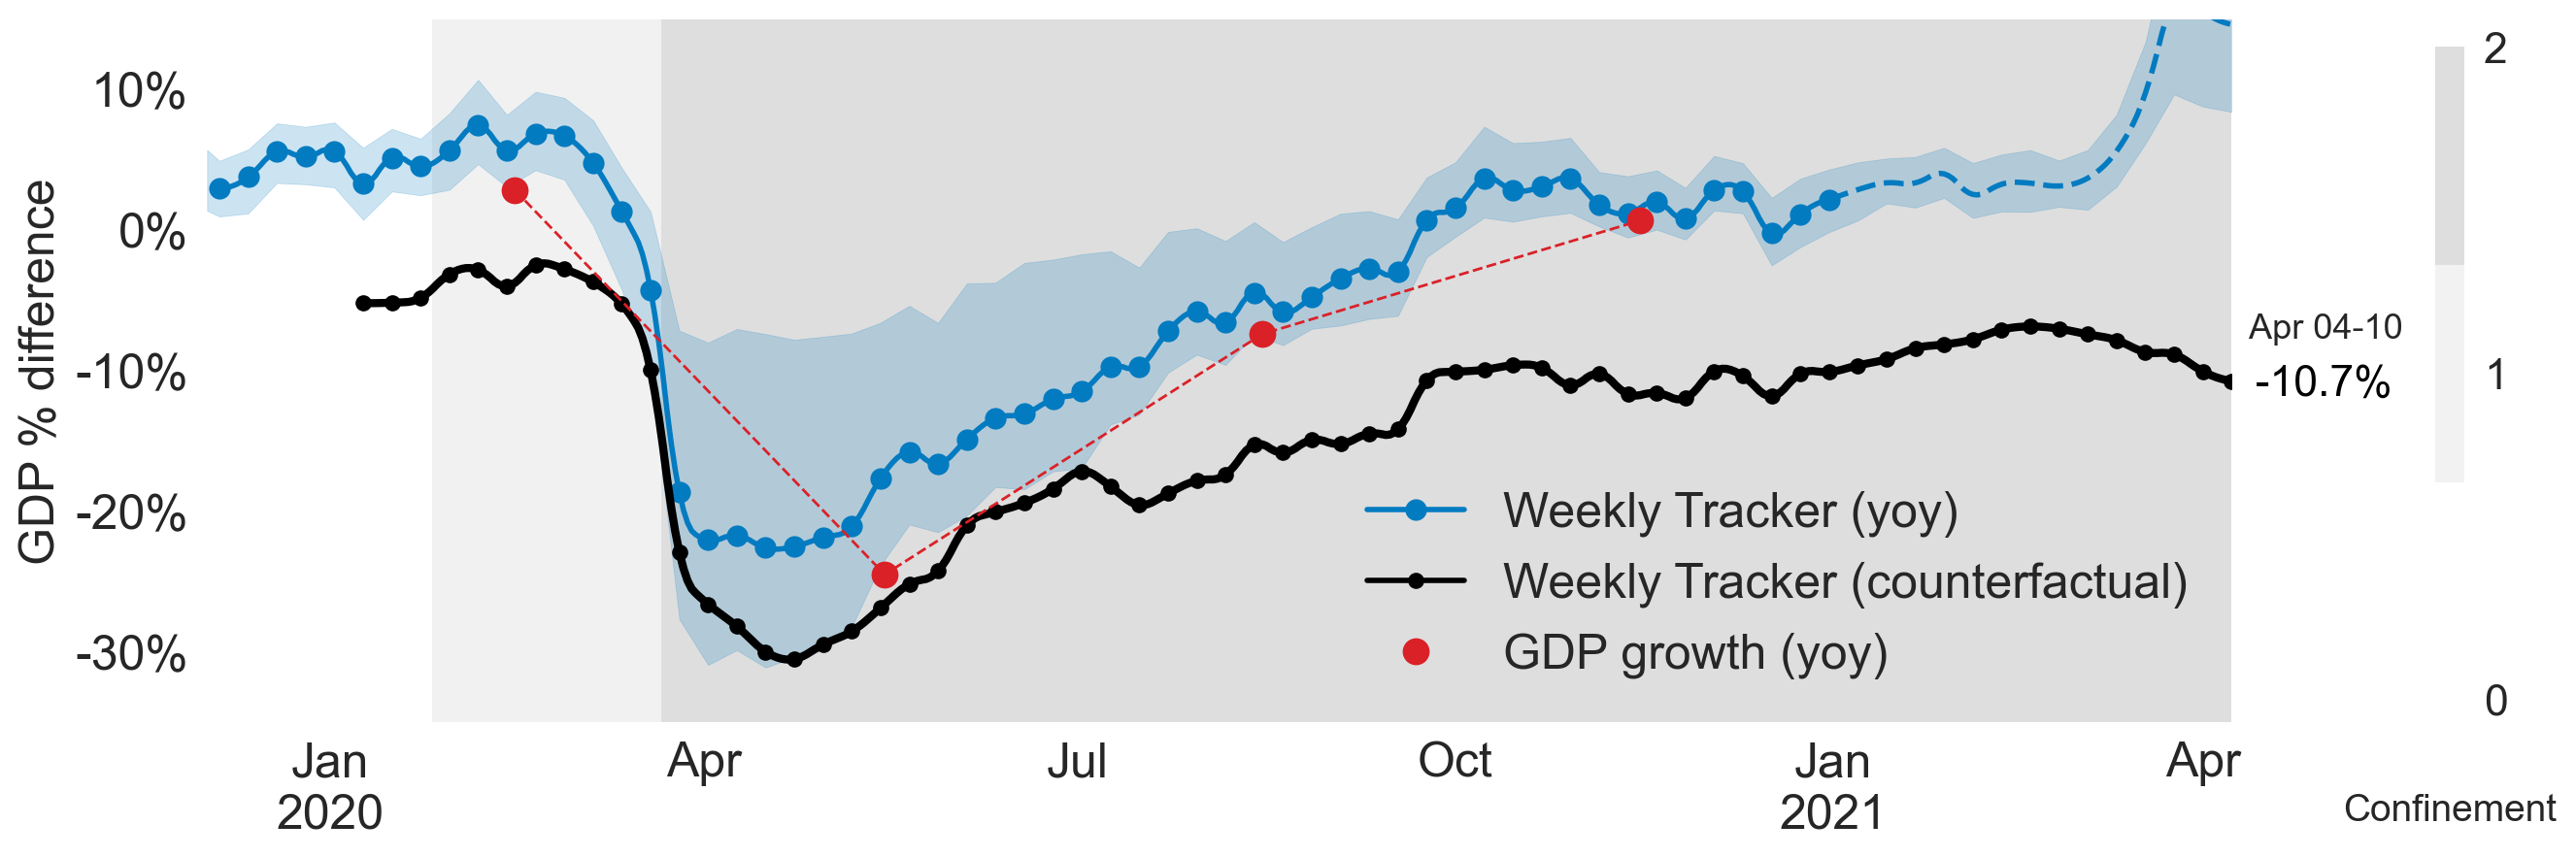 GDP % difference
10%
0%
-10%
-20%
-30%
Jan
2020
Apr
Jul
Oct
Jan
2021
Apr
Weekly Tracker (yoy)
Weekly Tracker (counterfactual)
GDP growth (yoy)
Apr 04-10
-10.7%
2
1
0
Confinement